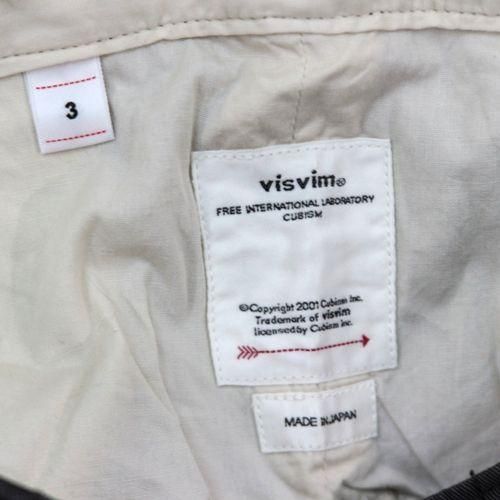 3
visvim®
FREE INTERNATIONAL LABORATORY
CUBISM
©Copyright 2001 Cubism Inc.
Trademark of visvim
licensed by Cubism Inc.
MADE IN JAPAN